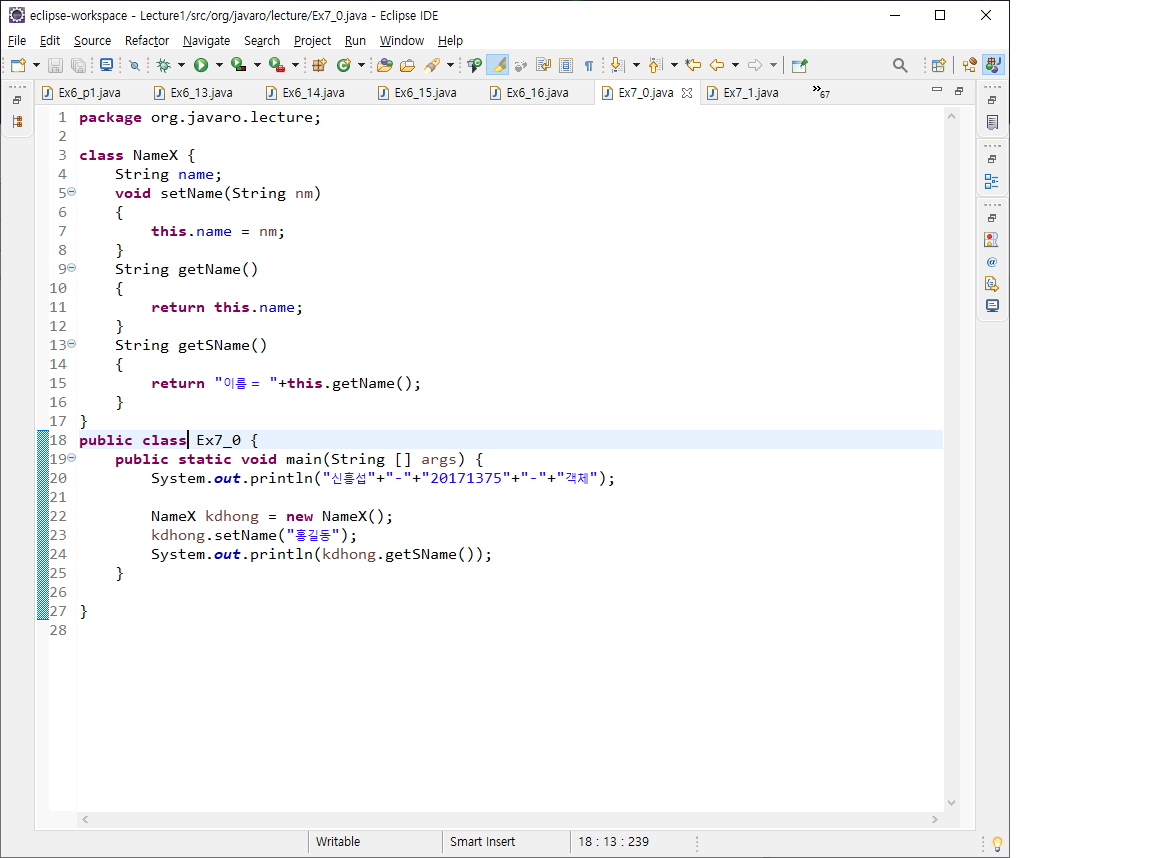 eclipse-workspace - Lecture1/src/org/javaro/lecture/Ex7_0.java - Eclipse IDE
File Edit Source Refactor Navigate Search Project Run Window Help
Ex6_p1.java Ex6_13.java Ex6_14.java Ex6_15.java Ex6_16.java Ex7_0.java Ex7_1.java »67
1 package org.javaro.lecture;
2
3 class NameX {
4 String name;
5 void setName(String nm)
6 {
7 this.name = nm;
8 }
9 String getName()
10 {
11 return this.name;
12 }
13 String getSName()
14 {
15 return "이름 = "+this.getName();
16 }
17 }
18 public class Ex7_0 {
19 public static void main(String [] args) {
20 System.out.println("신흥섭"+"-"+"20171375"+"-"+"객체");
21
22 NameX kdhong = new NameX();
23 kdhong.setName("홍길동");
24 System.out.println(kdhong.getSName());
25 }
26
27 }
28
Writable Smart Insert 18 : 13 : 239